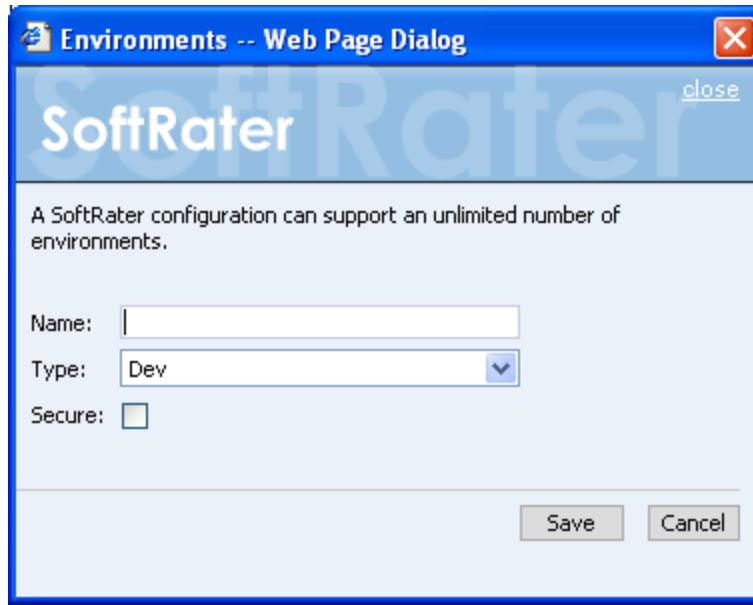 Environments -- Web Page Dialog
close
SoftRater
SoftRater
A SoftRater configuration can support an unlimited number of
environments.
Name:
Type: Dev
Secure:
Save Cancel